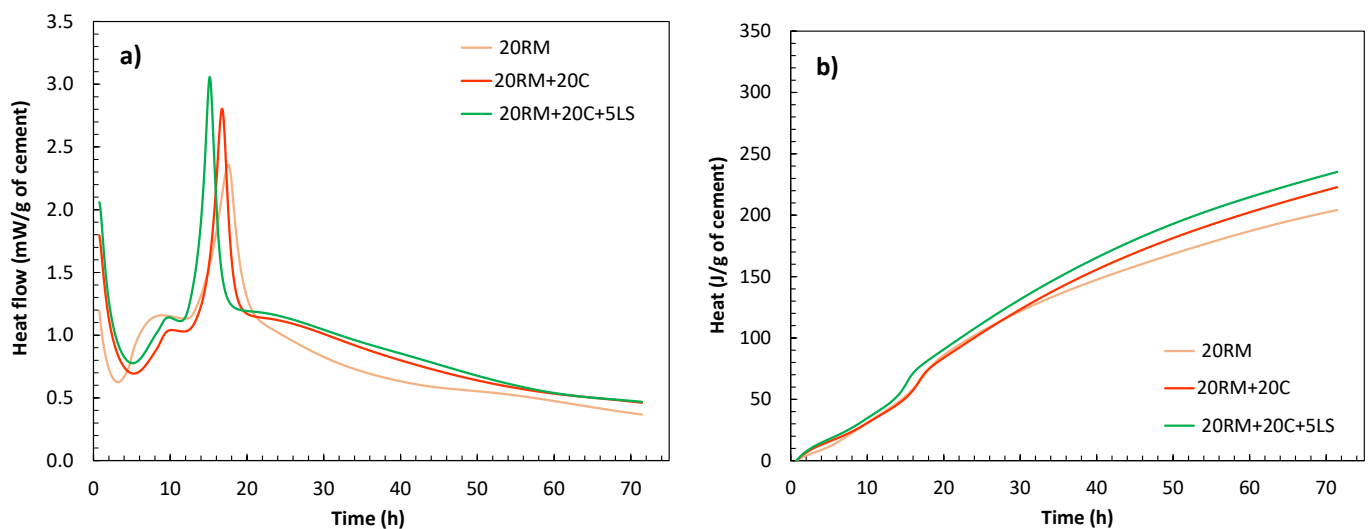 a)
20RM
20RM+20C
20RM+20C+5LS
Heat flow (mW/g of cement)
3.5
3.0
2.5
2.0
1.5
1.0
0.5
0.0
0 10 20 30 40 50 60 70
Time (h)
b)
Heat (J/g of cement)
350
300
250
200
150
100
50
0
20RM
20RM+20C
20RM+20C+5LS
0 10 20 30 40 50 60 70
Time (h)